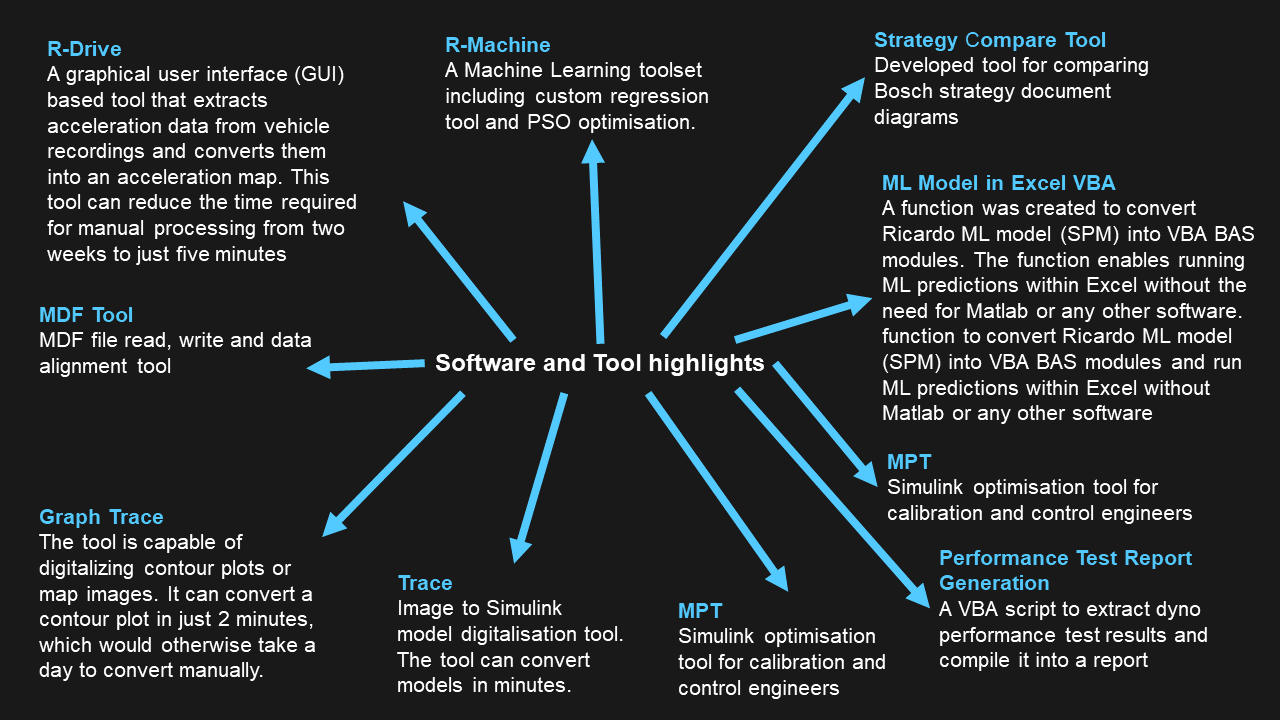 R-Drive
A graphical user interface (GUI)
based tool that extracts
acceleration data from vehicle
recordings and converts them
into an acceleration map. This
tool can reduce the time required
for manual processing from two
weeks to just five minutes
R-Machine
A Machine Learning toolset
including custom regression
tool and PSO optimisation.
Strategy Compare Tool
Developed tool for comparing
Bosch strategy document
diagrams
ML Model in Excel VBA
A function was created to convert
Ricardo ML model (SPM) into VBA BAS
modules. The function enables running
ML predictions within Excel without the
need for Matlab or any other software.
function to convert Ricardo ML model
(SPM) into VBA BAS modules and run
ML predictions within Excel without
Matlab or any other software
MDF Tool
MDF file read, write and data
alignment tool
Software and Tool highlights
MPT
Simulink optimisation tool for
calibration and control engineers
Graph Trace
The tool is capable of
digitalizing contour plots or
map images. It can convert a
contour plot in just 2 minutes,
which would otherwise take a
day to convert manually.
Trace
Image to Simulink
model digitalisation tool.
The tool can convert
models in minutes.
MPT
Simulink optimisation
tool for calibration and
control engineers
Performance Test Report
Generation
A VBA script to extract dyno
performance test results and
compile it into a report